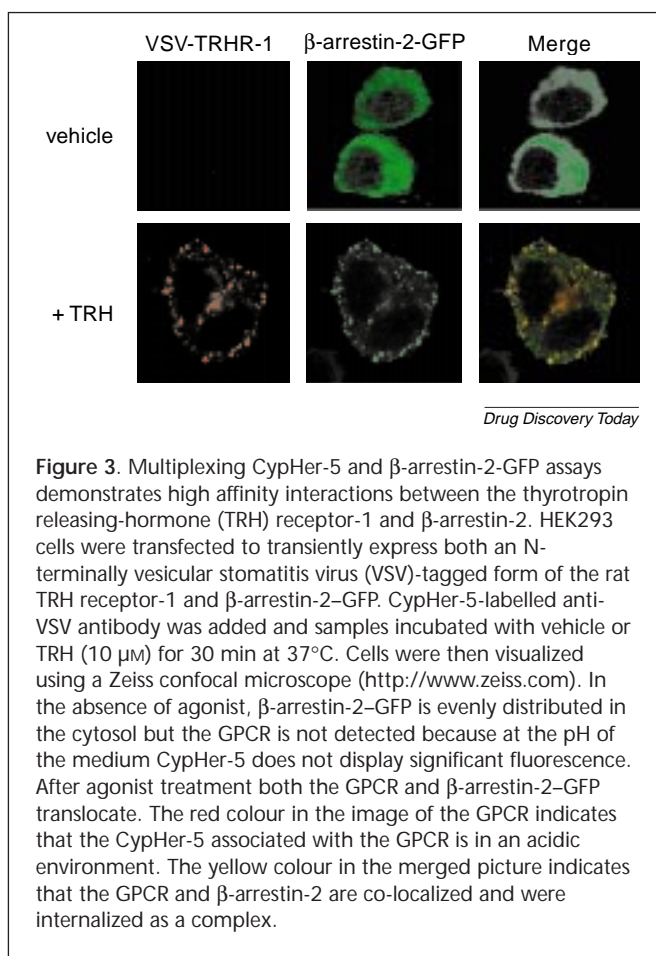 VSV-TRHR-1 β-arrestin-2-GFP Merge
vehicle
+ TRH
Drug Discovery Today
Figure 3. Multiplexing CypHer-5 and β-arrestin-2-GFP assays
demonstrates high affinity interactions between the thyrotropin
releasing-hormone (TRH) receptor-1 and β-arrestin-2. HEK293
cells were transfected to transiently express both an N-
terminally vesicular stomatitis virus (VSV)-tagged form of the rat
TRH receptor-1 and β-arrestin-2–GFP. CypHer-5-labelled anti-
VSV antibody was added and samples incubated with vehicle or
TRH (10 µM) for 30 min at 37°C. Cells were then visualized
using a Zeiss confocal microscope (http://www.zeiss.com). In
the absence of agonist, β-arrestin-2–GFP is evenly distributed in
the cytosol but the GPCR is not detected because at the pH of
the medium CypHer-5 does not display significant fluorescence.
After agonist treatment both the GPCR and β-arrestin-2–GFP
translocate. The red colour in the image of the GPCR indicates
that the CypHer-5 associated with the GPCR is in an acidic
environment. The yellow colour in the merged picture indicates
that the GPCR and β-arrestin-2 are co-localized and were
internalized as a complex.